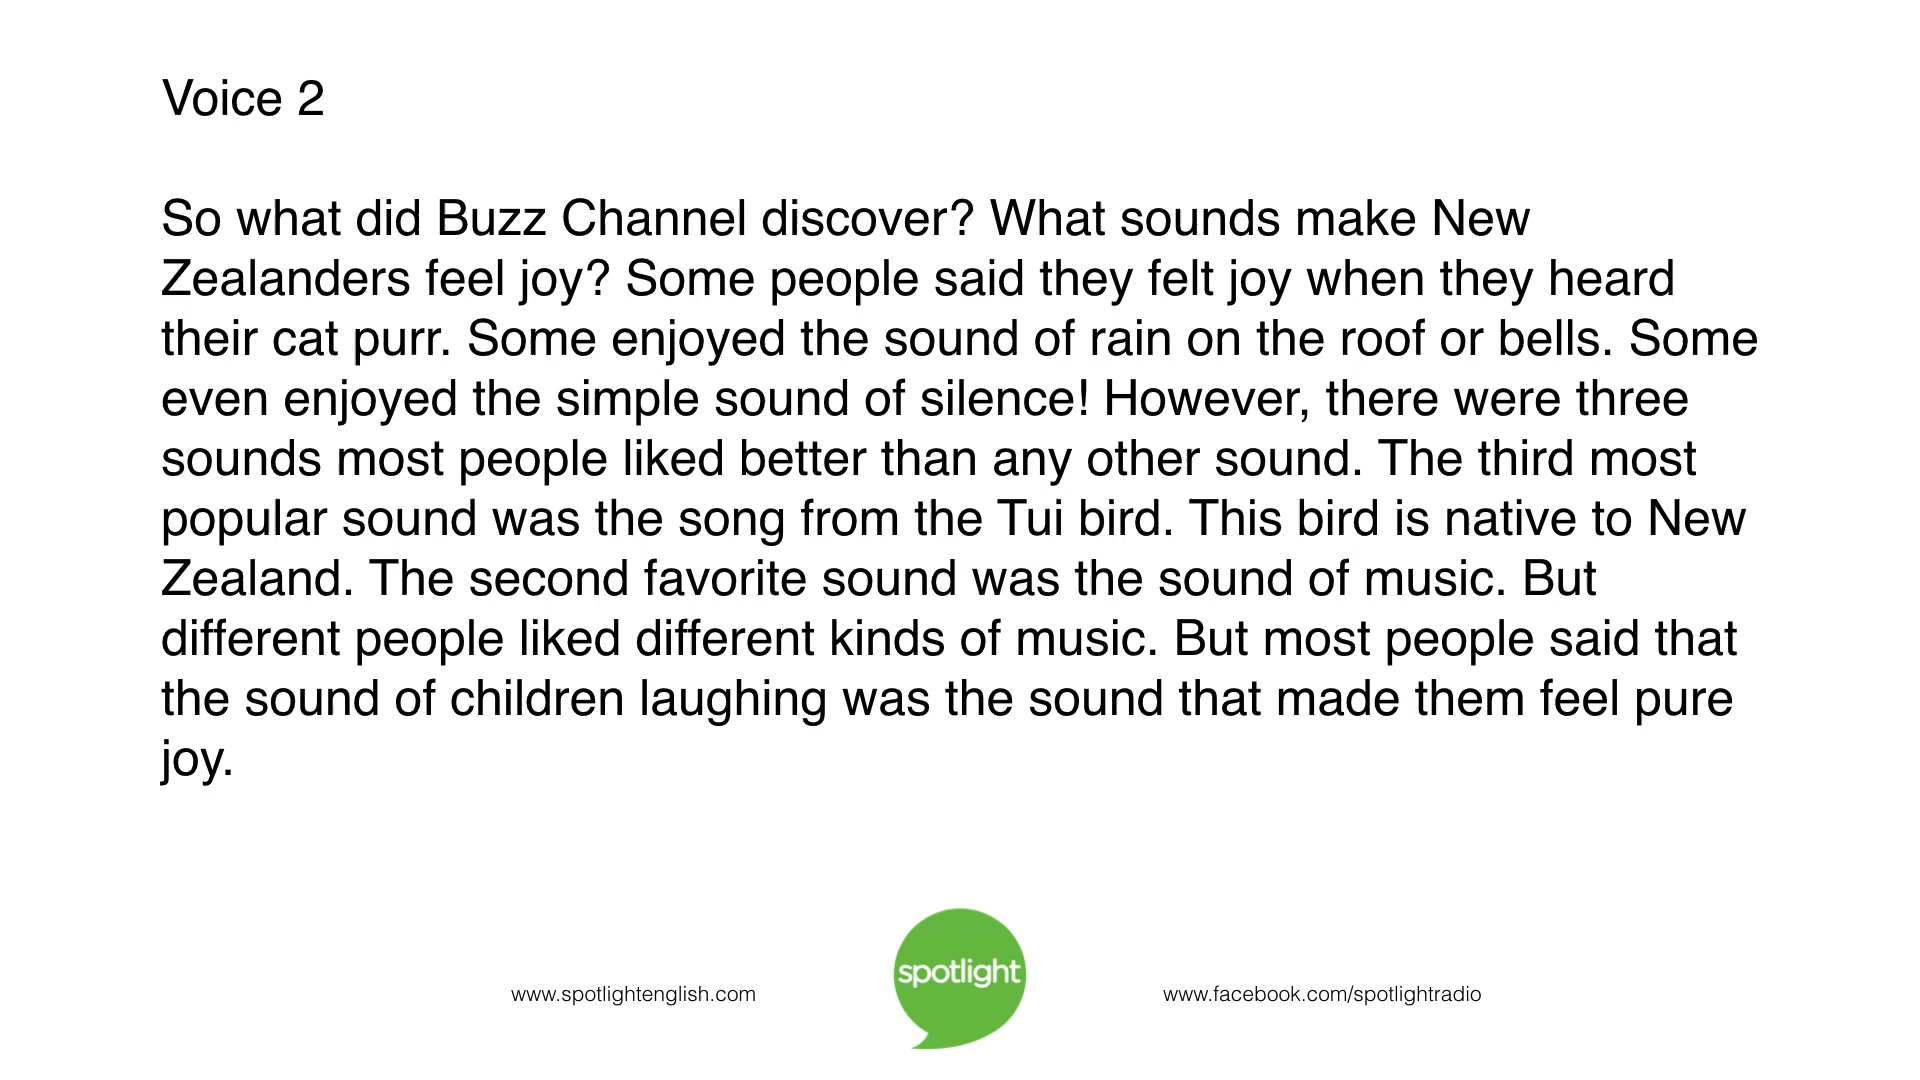 Voice 2
So what did Buzz Channel discover? What sounds make New
Zealanders feel joy? Some people said they felt joy when they heard
their cat purr. Some enjoyed the sound of rain on the roof or bells. Some
even enjoyed the simple sound of silence! However, there were three
sounds most people liked better than any other sound. The third most
popular sound was the song from the Tui bird. This bird is native to New
Zealand. The second favorite sound was the sound of music. But
different people liked different kinds of music. But most people said that
the sound of children laughing was the sound that made them feel pure
joy.
spotlight
www.spotlightenglish.com
www.facebook.com/spotlightradio